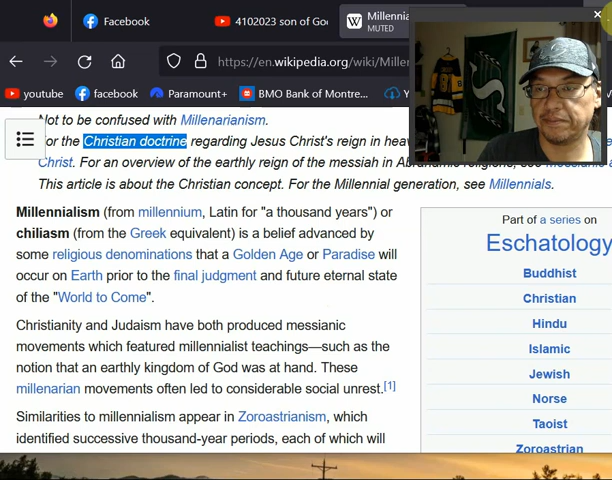 Facebook
4102023 son of Go
Millennia
MUTED
https://en.wikipedia.org/wiki/Miller
youtube
facebook
Paramount+
BMO Bank of Montre...
Not to be confused with Millenarianism.
For the Christian doctrine regarding Jesus Christ's reign in heav
Christ. For an overview of the earthly reign of the messiah in Abrahamic religions, see
This article is about the Christian concept. For the Millennial generation, see Millennials.
Millennialism (from millennium, Latin for "a thousand years") or
chiliasm (from the Greek equivalent) is a belief advanced by
some religious denominations that a Golden Age or Paradise will
occur on Earth prior to the final judgment and future eternal state
of the "World to Come".
Christianity and Judaism have both produced messianic
movements which featured millennialist teachings—such as the
notion that an earthly kingdom of God was at hand. These
millenarian movements often led to considerable social unrest.[1]
Similarities to millennialism appear in Zoroastrianism, which
identified successive thousand-year periods, each of which will
Part of a series on
Eschatology
Buddhist
Christian
Hindu
Islamic
Jewish
Norse
Taoist
Zoroastrian